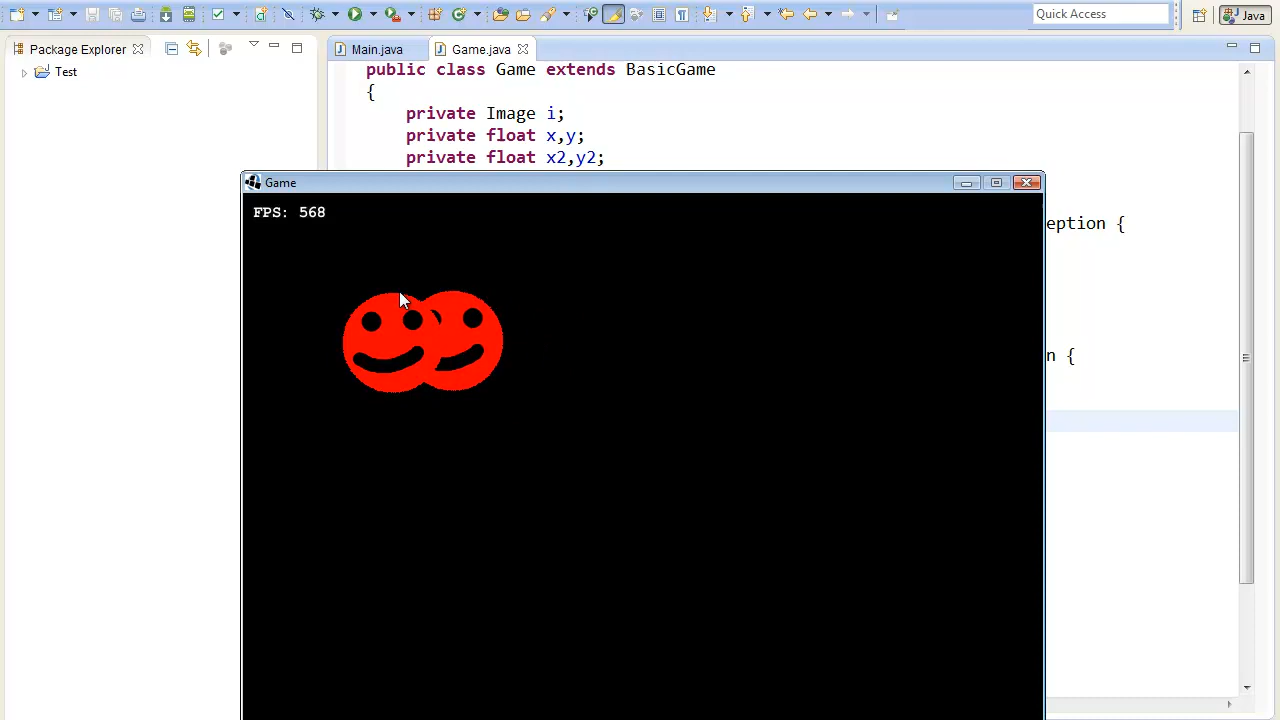 Quick Access
Java
Package Explorer
Main.java
Game.java
Test
public class Game extends BasicGame
{
private Image i;
private float x,y;
private float x2,y2;
Game
FPS: 568
eption {
n {